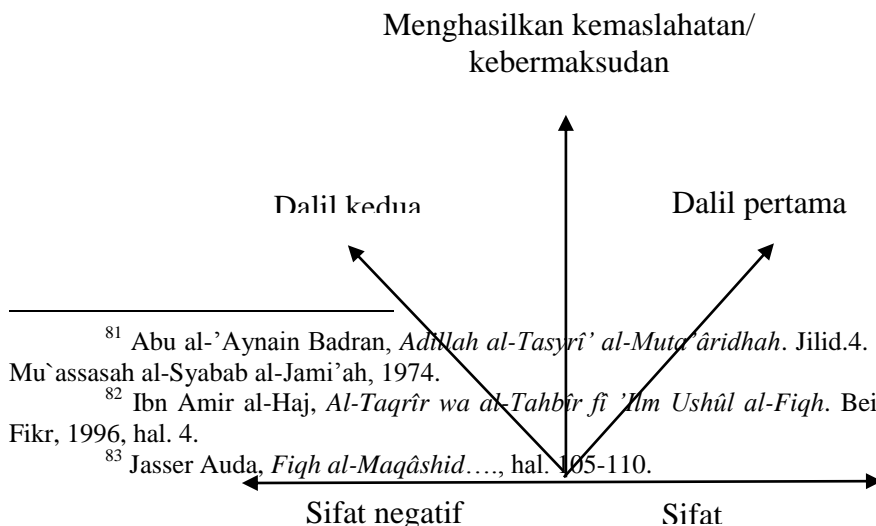 Menghasilkan kemaslahatan/
kebermaksudan
Dalil kedua
Dalil pertama
81 Abu al-’Aynain Badran, Adillah al-Tasyrî’ al-Muta’âridhah. Jilid.4.
Mu`assasah al-Syabab al-Jami’ah, 1974.
82 Ibn Amir al-Haj, Al-Taqrîr wa al-Tahbîr fî ’Ilm Ushûl al-Fiqh. Bei
Fikr, 1996, hal. 4.
83 Jasser Auda, Fiqh al-Maqâshid…., hal. 105-110.
Sifat negatif
Sifat